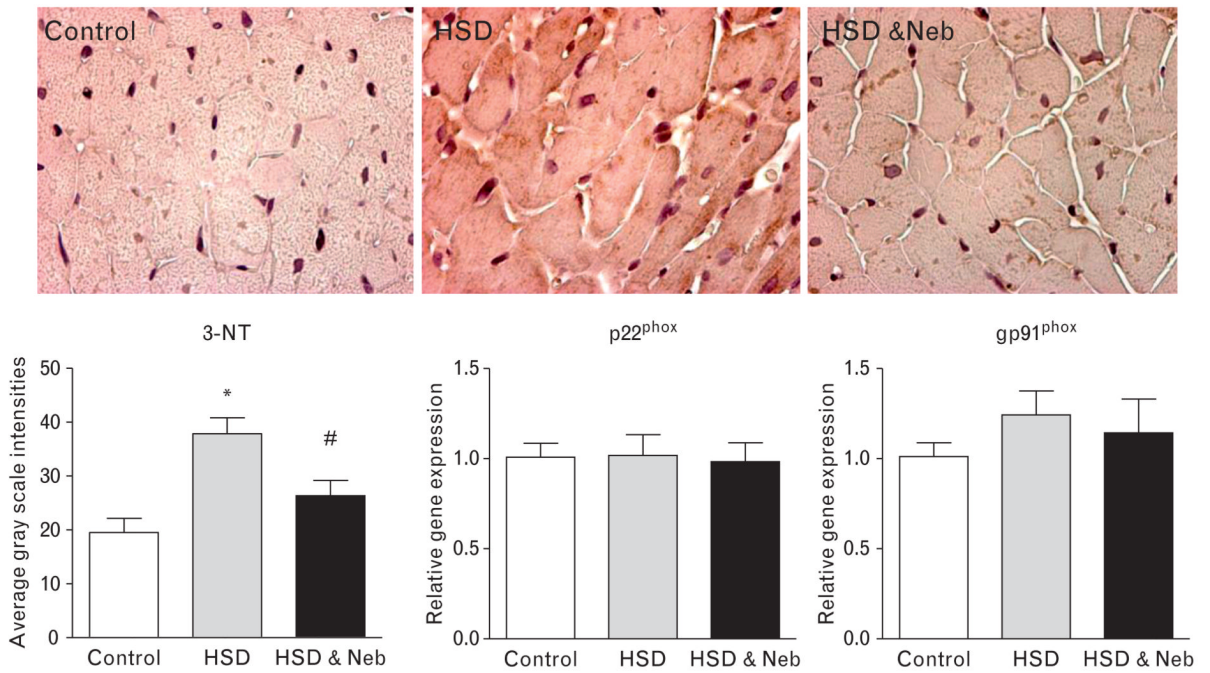 Control
HSD
HSD &Neb
3-NT
Average gray scale intensities
50
40
30
20
10
0
*
#
Control
HSD
HSD & Neb
p22phox
Relative gene expression
1.5
1.0
0.5
0.0
Control
HSD
HSD & Neb
gp91phox
Relative gene expression
1.5
1.0
0.5
0.0
Control
HSD
HSD & Neb